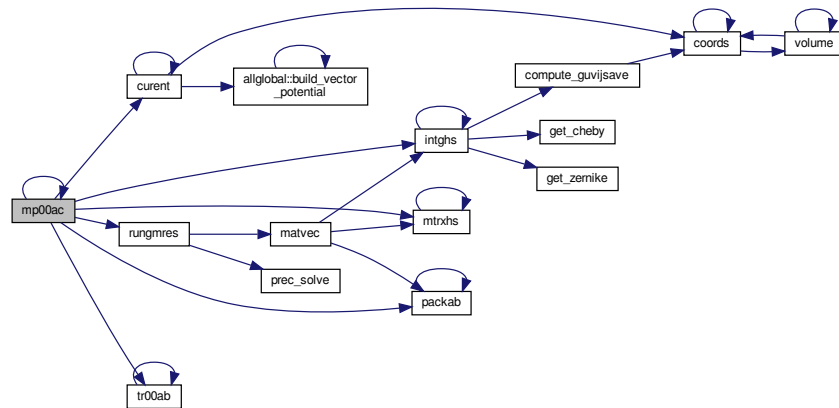 coords
volume
curent
allglobal::build_vector
_potential
compute_guvijsave
get_cheby
intghs
get_zernike
mp00ac
mtrxhs
rungmres
matvec
prec_solve
packab
tr00ab